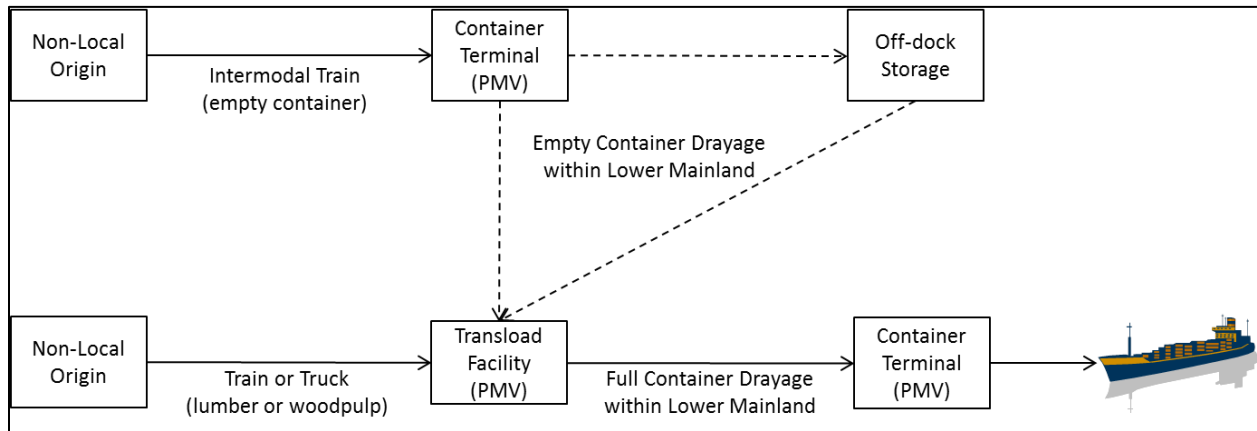 Non-Local
Origin
Intermodal Train
(empty container)
Container
Terminal
(PMV)
Off-dock
Storage
Empty Container Drayage
within Lower Mainland
Non-Local
Origin
Train or Truck
(lumber or woodpulp)
Transload
Facility
(PMV)
Full Container Drayage
within Lower Mainland
Container
Terminal
(PMV)